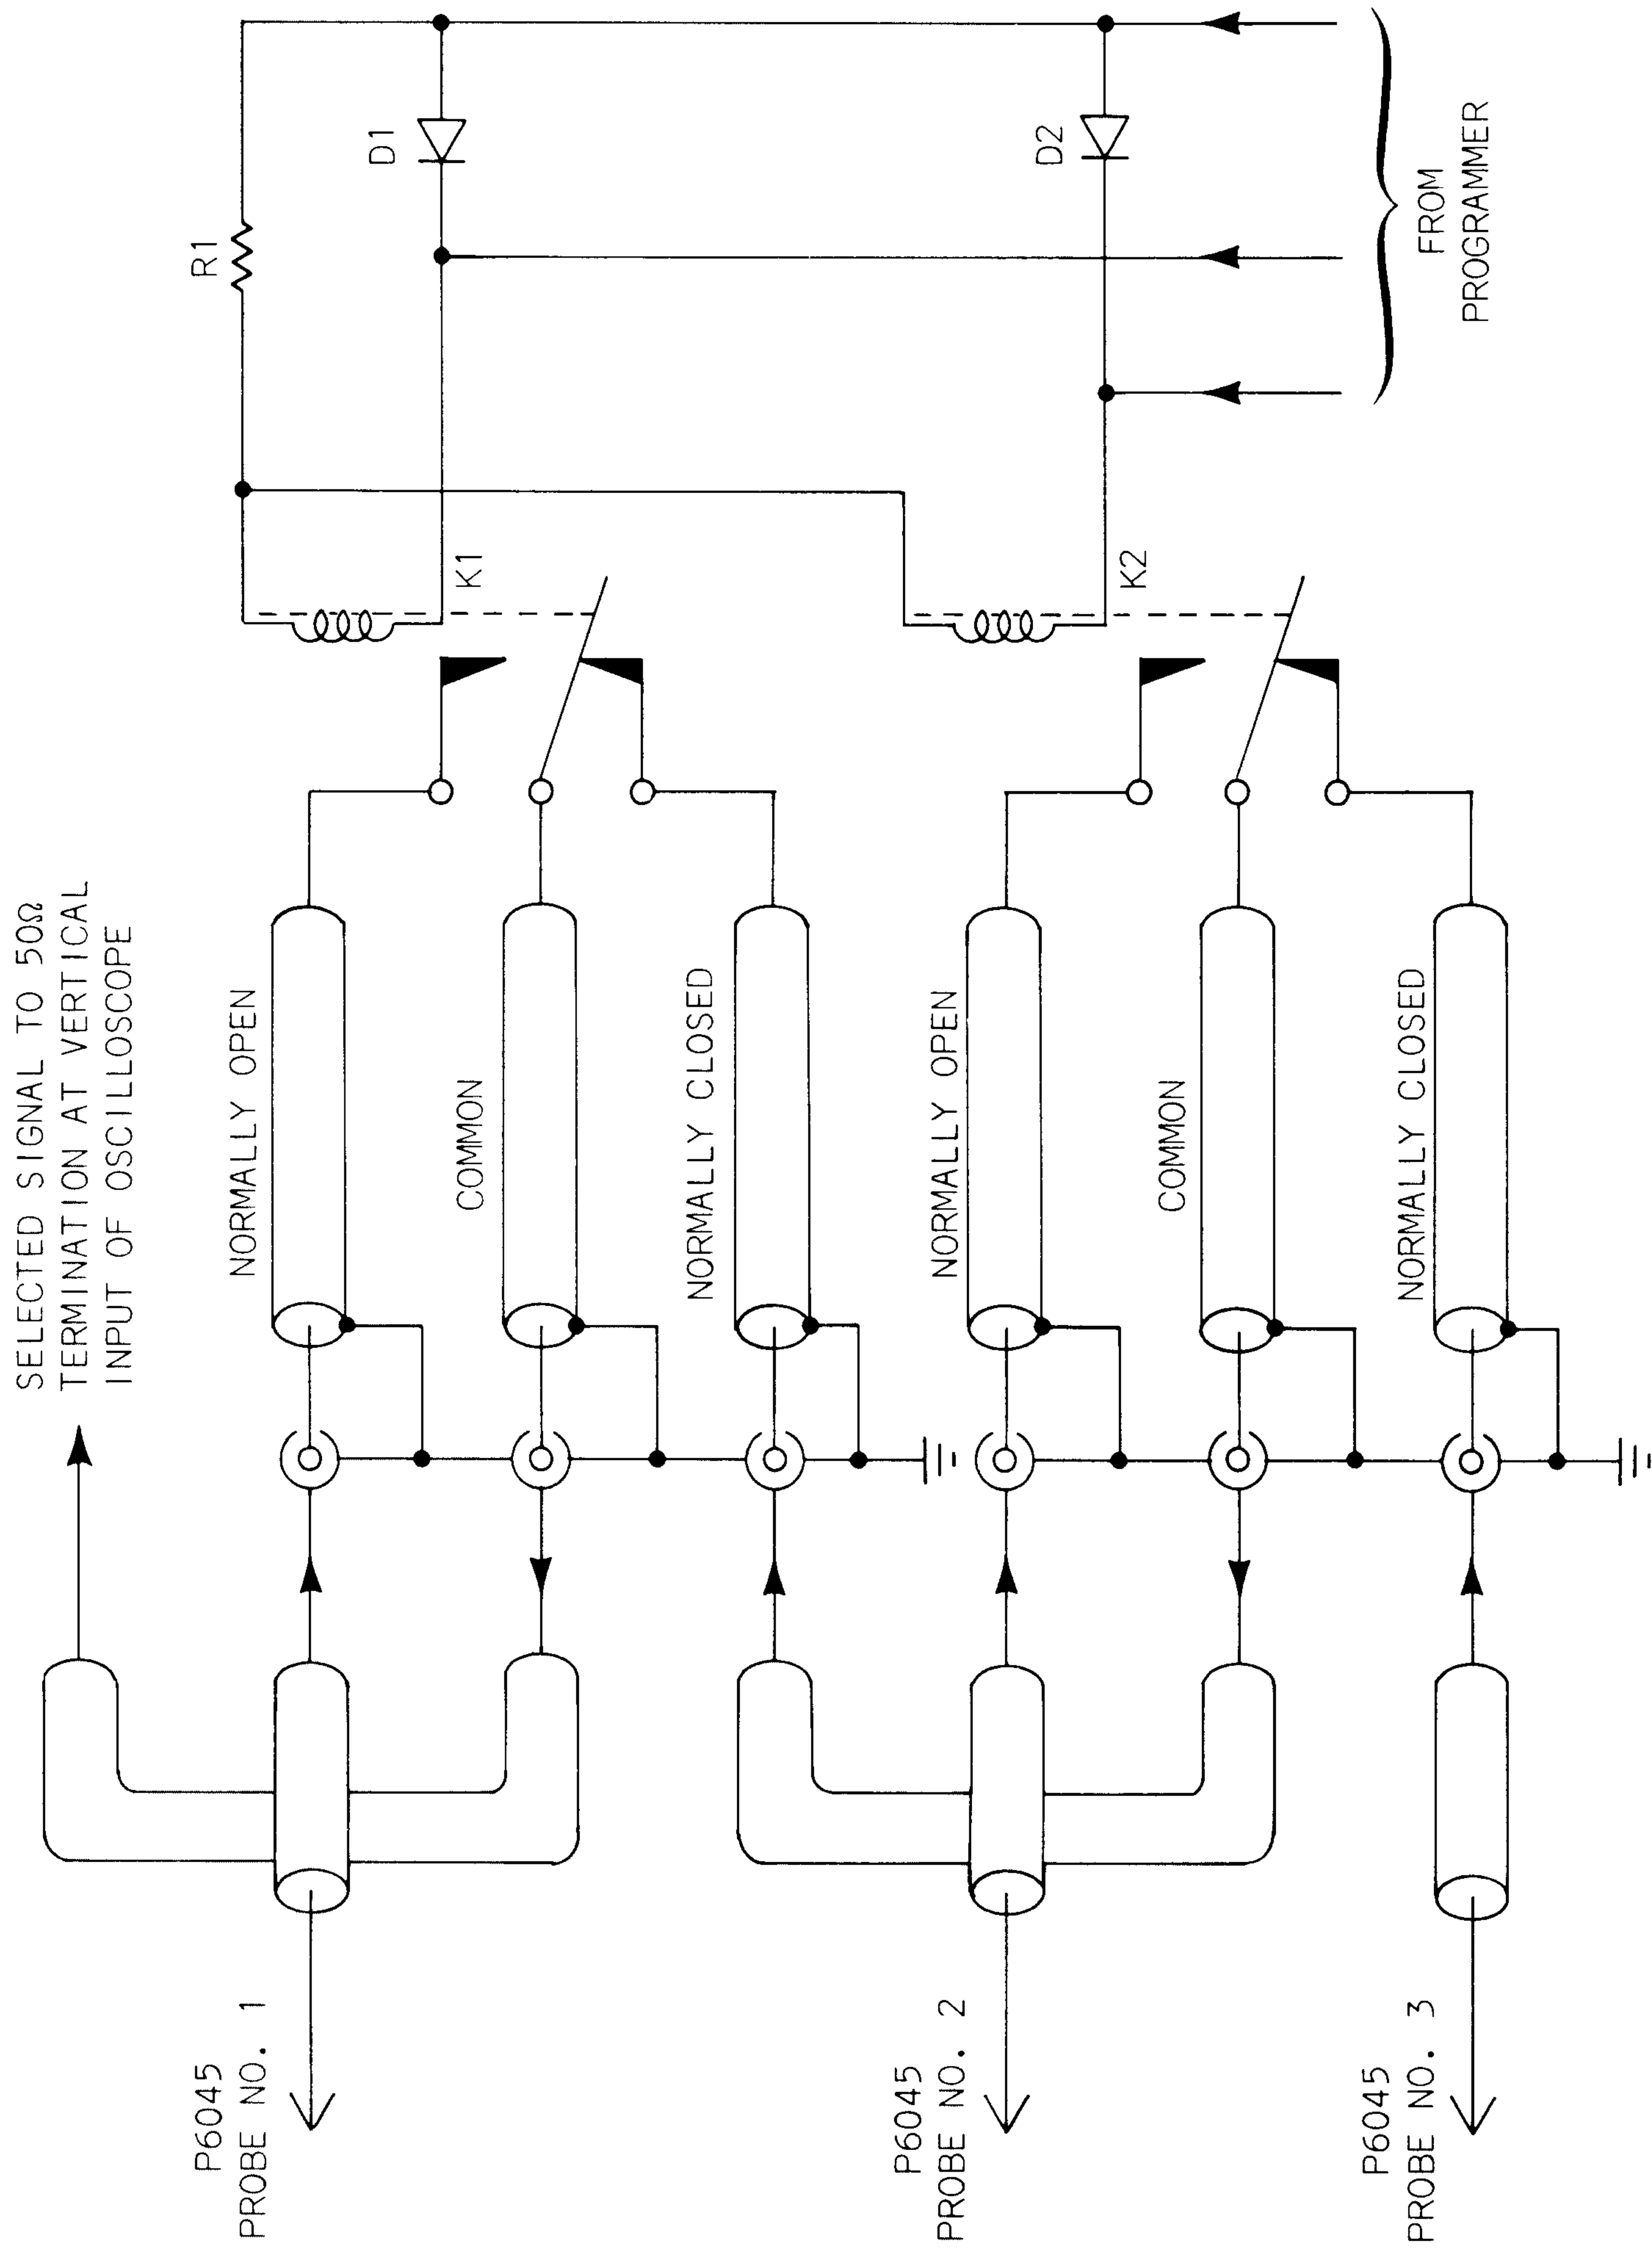 SELECTED SIGNAL TO 50Ω
TERMINATION AT VERTICAL
INPUT OF OSCILLOSCOPE
P6045
PROBE NO. 1
NORMALLY OPEN
COMMON
NORMALLY CLOSED
K1
R1
D1
P6045
PROBE NO. 2
NORMALLY OPEN
COMMON
NORMALLY CLOSED
K2
D2
P6045
PROBE NO. 3
FROM
PROGRAMMER